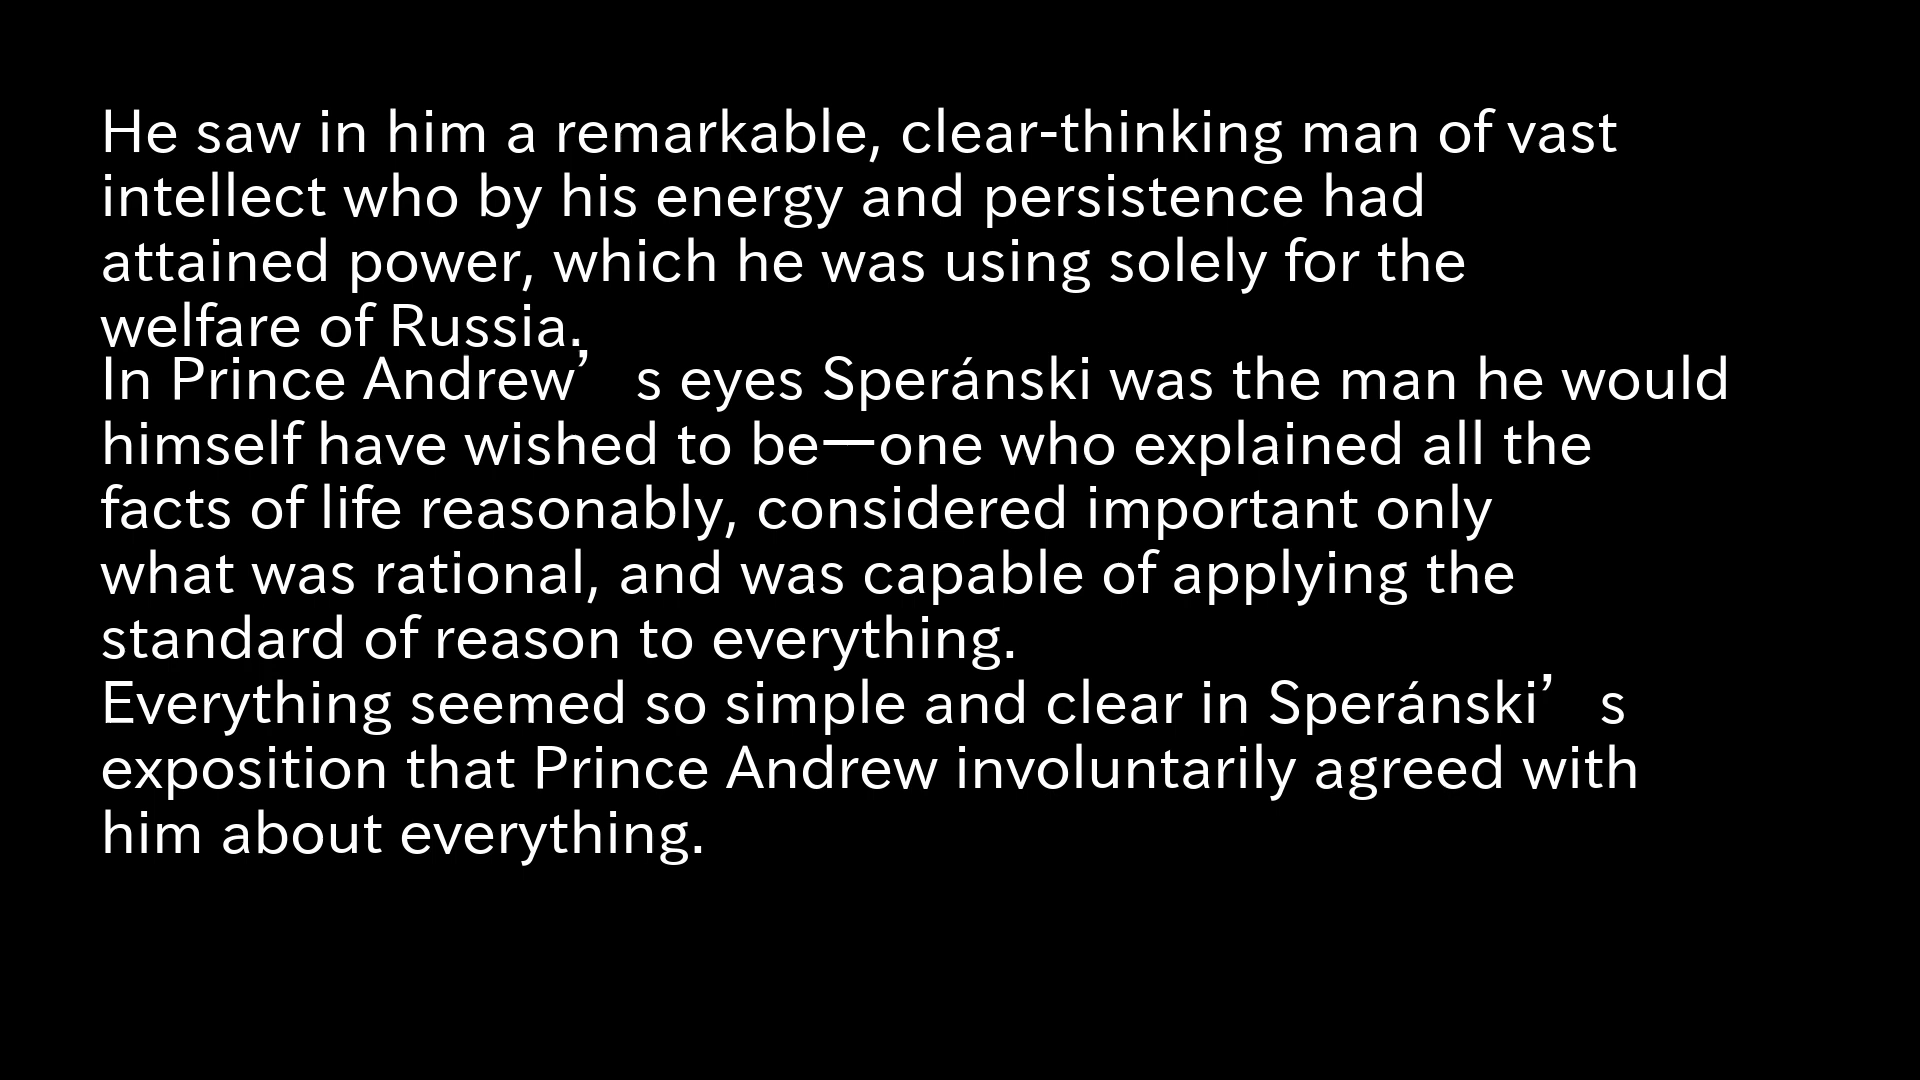 He saw in him a remarkable, clear-thinking man of vast
intellect who by his energy and persistence had
attained power, which he was using solely for the
welfare of Russia.
In Prince Andrew’s eyes Speránski was the man he would
himself have wished to be—one who explained all the
facts of life reasonably, considered important only
what was rational, and was capable of applying the
standard of reason to everything.
Everything seemed so simple and clear in Speránski’s
exposition that Prince Andrew involuntarily agreed with
him about everything.